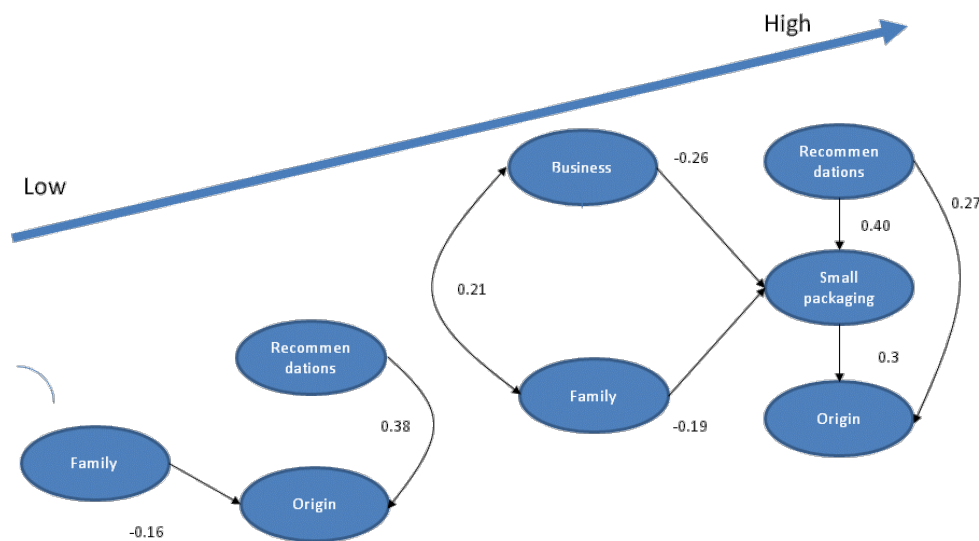 High
Low
Business
-0.26
Recommen
dations
0.27
0.40
Small
packaging
0.21
0.3
Recommen
dations
Family
-0.19
Origin
0.38
Family
Origin
-0.16